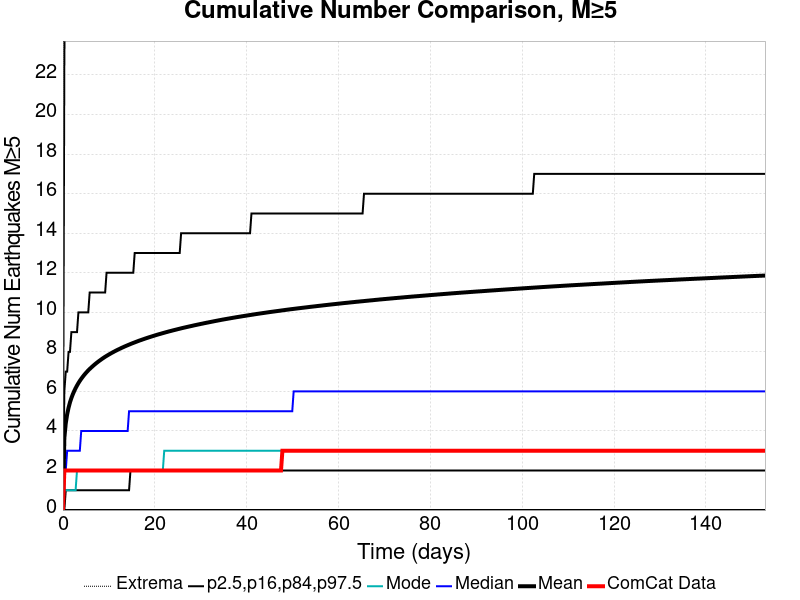 Cumulative Number Comparison, M≥5
Cumulative Num Earthquakes M≥5
22
20
18
16
14
12
10
8
6
4
2
0
0 20 40 60 80 100 120 140
Time (days)
Extrema p2.5,p16,p84,p97.5 Mode Median Mean ComCat Data